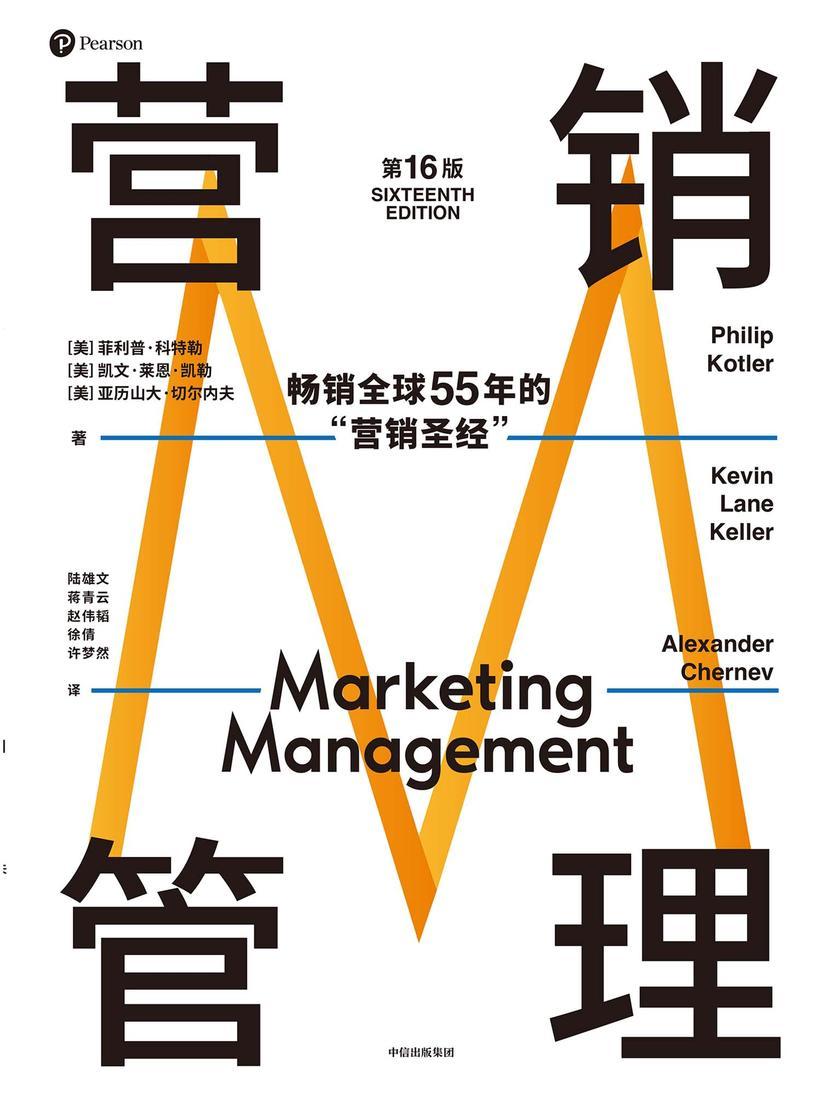 Pearson
营销
第16版
SIXTEENTH
EDITION
[美] 菲利普·科特勒
[美] 凯文·莱恩·凯勒
[美] 亚历山大·切尔内夫
著
畅销全球55年的
“营销圣经”
Philip
Kotler
Kevin
Lane
Keller
Alexander
Chernev
陆雄文
蒋青云
赵伟韬
徐倩
许梦然
译
Marketing
Management
管理
中信出版集团